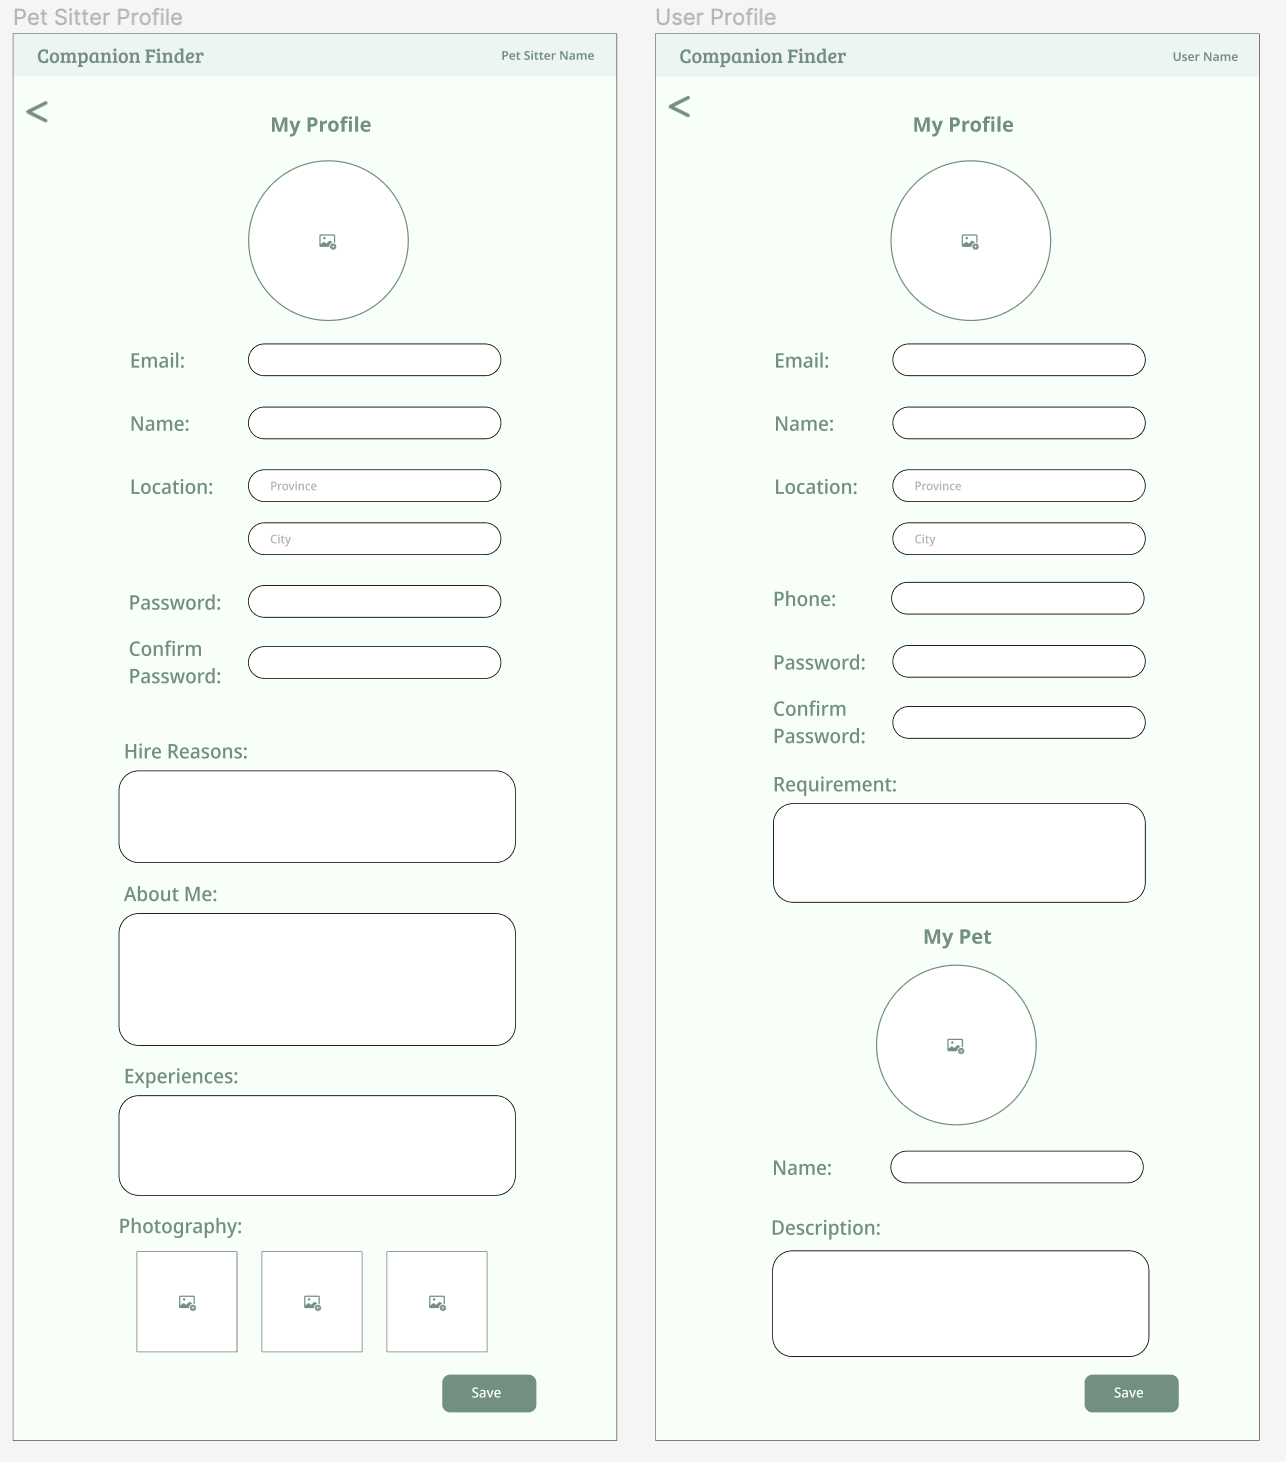 Pet Sitter Profile
Companion Finder
Pet Sitter Name
<
My Profile
Email:
Name:
Location:
Province
City
Password:
Confirm
Password:
Hire Reasons:
About Me:
Experiences:
Photography:
Save
User Profile
Companion Finder
User Name
<
My Profile
Email:
Name:
Location:
Province
City
Phone:
Password:
Confirm
Password:
Requirement:
My Pet
Name:
Description:
Save